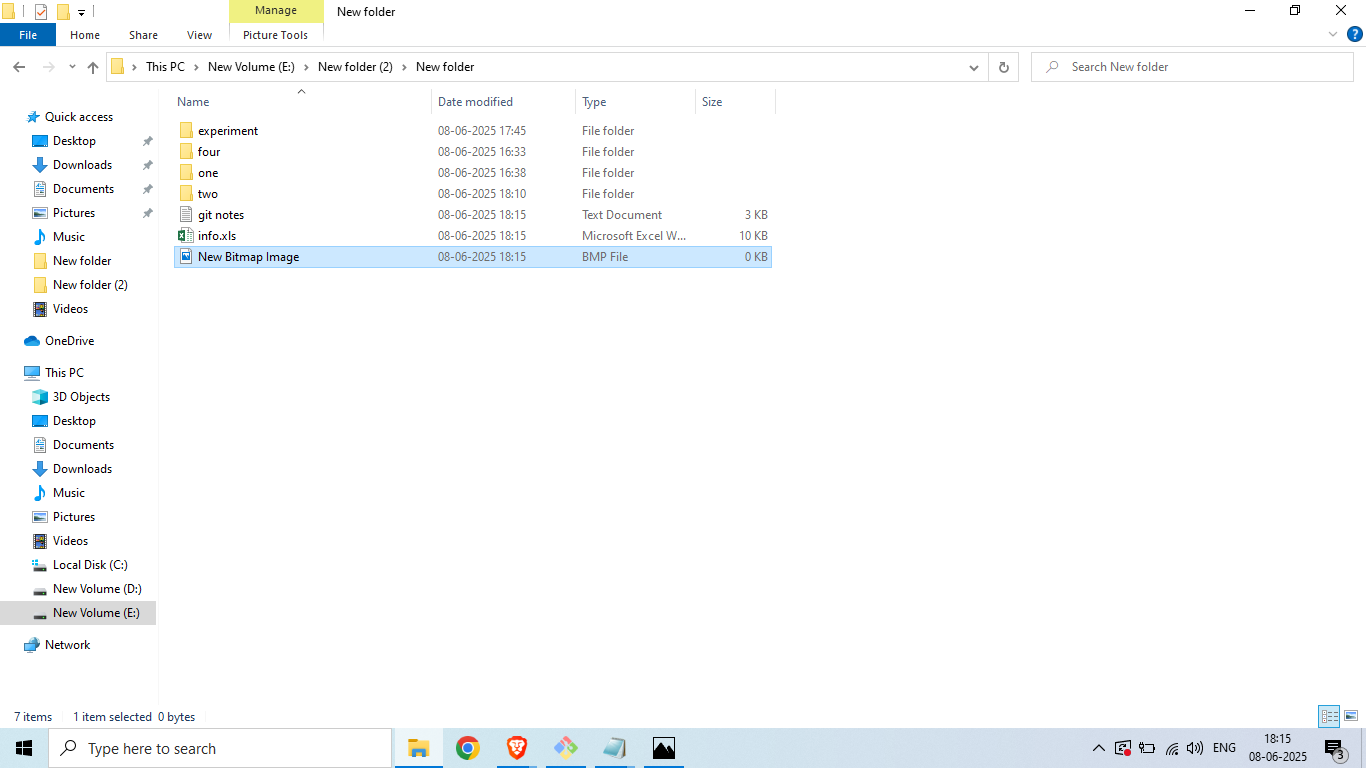 Manage
New folder
File
Home
Share
View
Picture Tools
?
This PC
New Volume (E:)
New folder (2)
New folder
Search New folder
Name
Date modified
Type
Size
Quick access
Desktop
Downloads
Documents
Pictures
Music
New folder
New folder (2)
Videos
OneDrive
This PC
3D Objects
Desktop
Documents
Downloads
Music
Pictures
Videos
Local Disk (C:)
New Volume (D:)
New Volume (E:)
Network
experiment 08-06-2025 17:45 File folder
four 08-06-2025 16:33 File folder
one 08-06-2025 16:38 File folder
two 08-06-2025 18:10 File folder
git notes 08-06-2025 18:15 Text Document 3 KB
info.xls 08-06-2025 18:15 Microsoft Excel W... 10 KB
New Bitmap Image 08-06-2025 18:15 BMP File 0 KB
7 items 1 item selected 0 bytes
Type here to search
ENG
18:15
08-06-2025
3